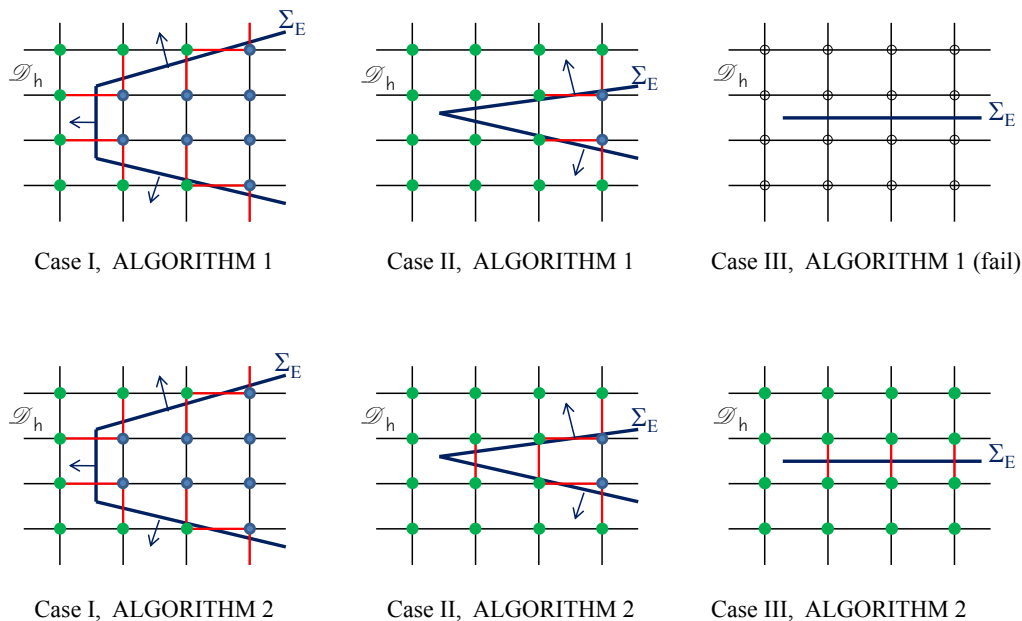 Σ_E
𝒟_h
Σ_E
𝒟_h
𝒟_h
Σ_E
Case I, ALGORITHM 1
Case II, ALGORITHM 1
Case III, ALGORITHM 1 (fail)
Σ_E
𝒟_h
Σ_E
𝒟_h
𝒟_h
Σ_E
Case I, ALGORITHM 2
Case II, ALGORITHM 2
Case III, ALGORITHM 2